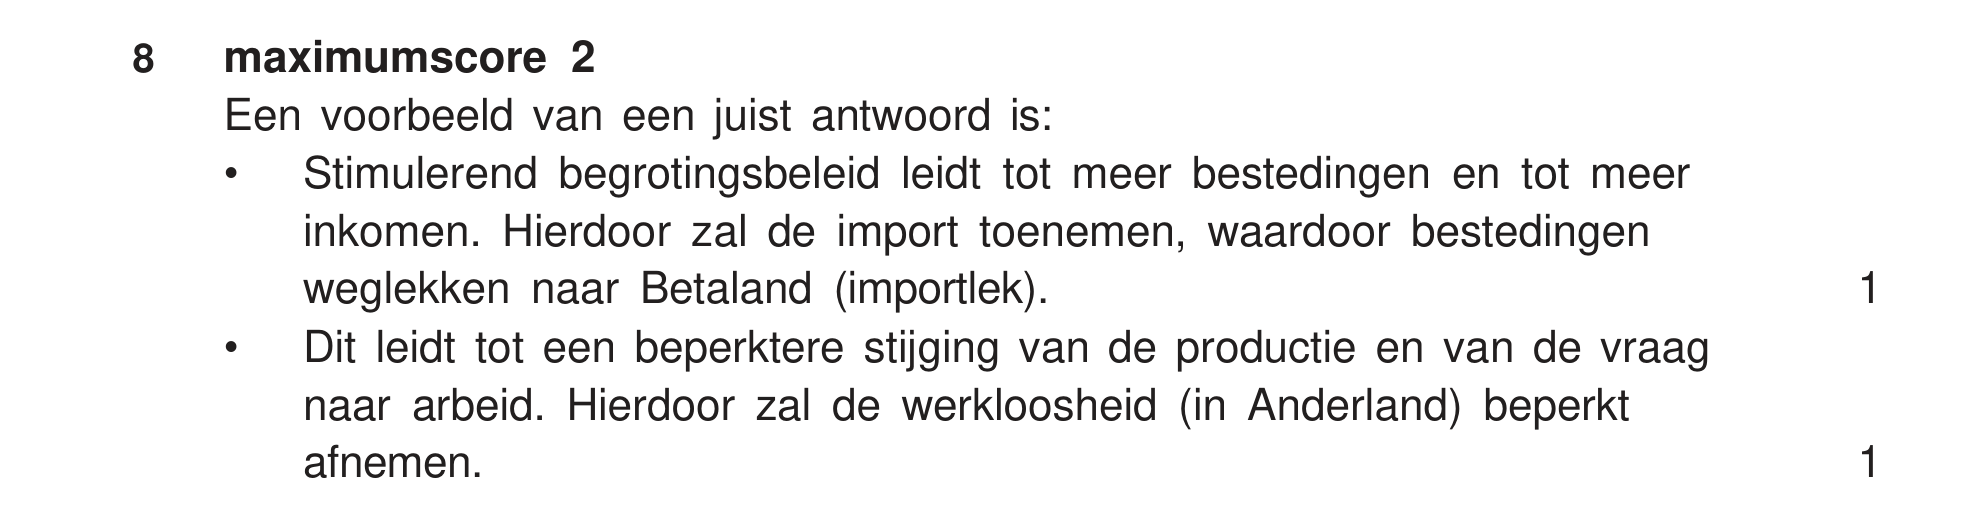 8 maximumscore 2
Een voorbeeld van een juist antwoord is:
• Stimulerend begrotingsbeleid leidt tot meer bestedingen en tot meer
inkomen. Hierdoor zal de import toenemen, waardoor bestedingen
weglekken naar Betaland (importlek). 1
• Dit leidt tot een beperktere stijging van de productie en van de vraag
naar arbeid. Hierdoor zal de werkloosheid (in Anderland) beperkt
afnemen. 1